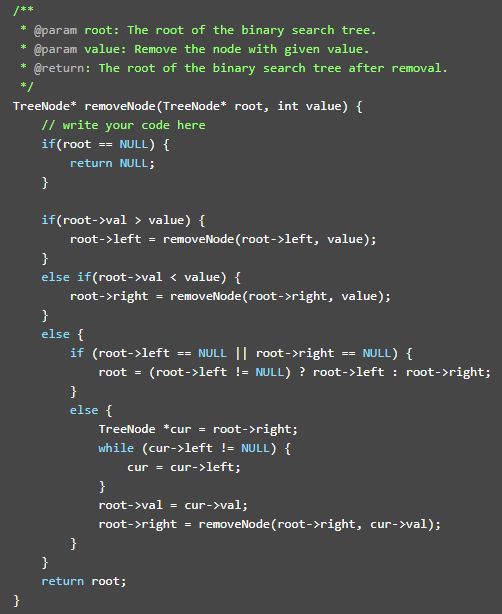 /**
 * @param root: The root of the binary search tree.
 * @param value: Remove the node with given value.
 * @return: The root of the binary search tree after removal.
 */
TreeNode* removeNode(TreeNode* root, int value) {
    // write your code here
    if(root == NULL) {
        return NULL;
    }

    if(root->val > value) {
        root->left = removeNode(root->left, value);
    }
    else if(root->val < value) {
        root->right = removeNode(root->right, value);
    }
    else {
        if (root->left == NULL || root->right == NULL) {
            root = (root->left != NULL) ? root->left : root->right;
        }
        else {
            TreeNode *cur = root->right;
            while (cur->left != NULL) {
                cur = cur->left;
            }
            root->val = cur->val;
            root->right = removeNode(root->right, cur->val);
        }
    }
    return root;
}